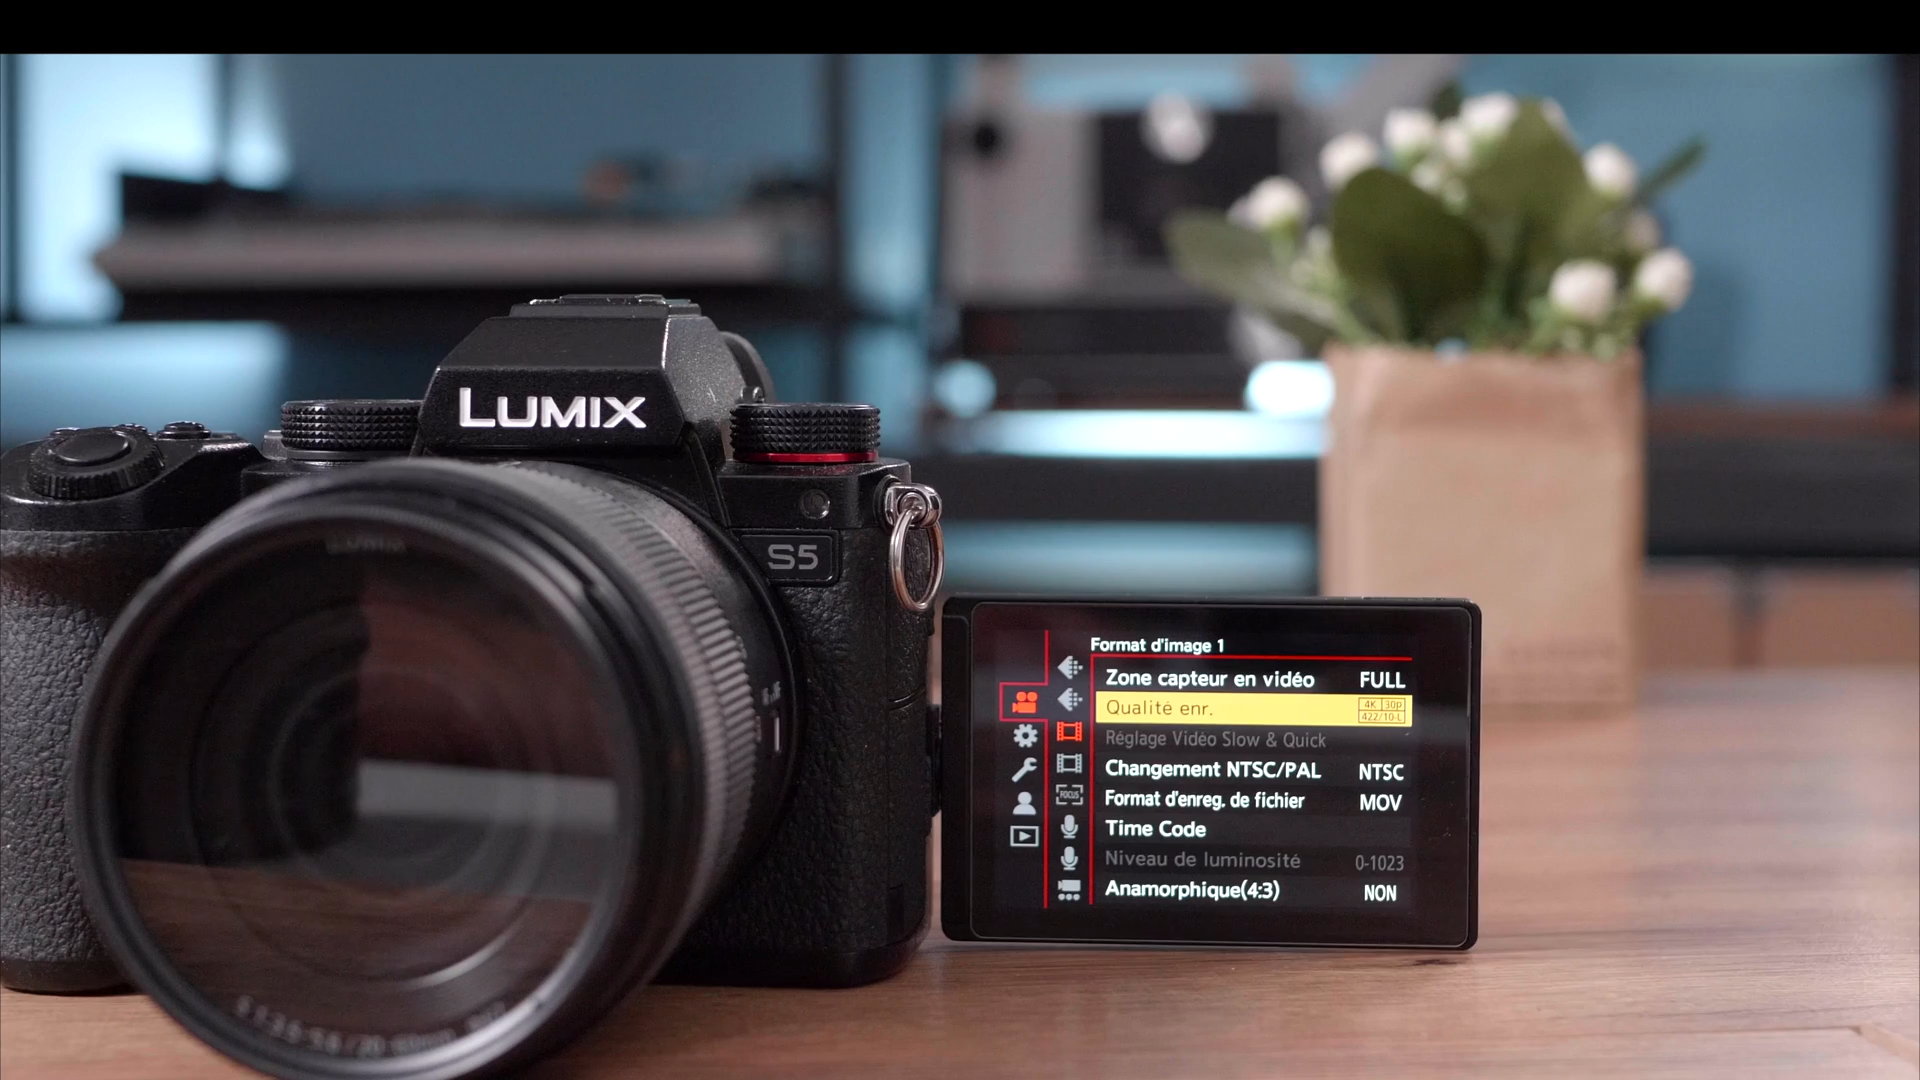 LUMIX
S5
Format d'image 1
Zone capteur en vidéo FULL
Qualité enr. 4K 30p 422/10-L
Réglage Vidéo Slow & Quick
Changement NTSC/PAL NTSC
Format d'enreg. de fichier MOV
FOCUS
Time Code
Niveau de luminosité 0-1023
Anamorphique(4:3) NON